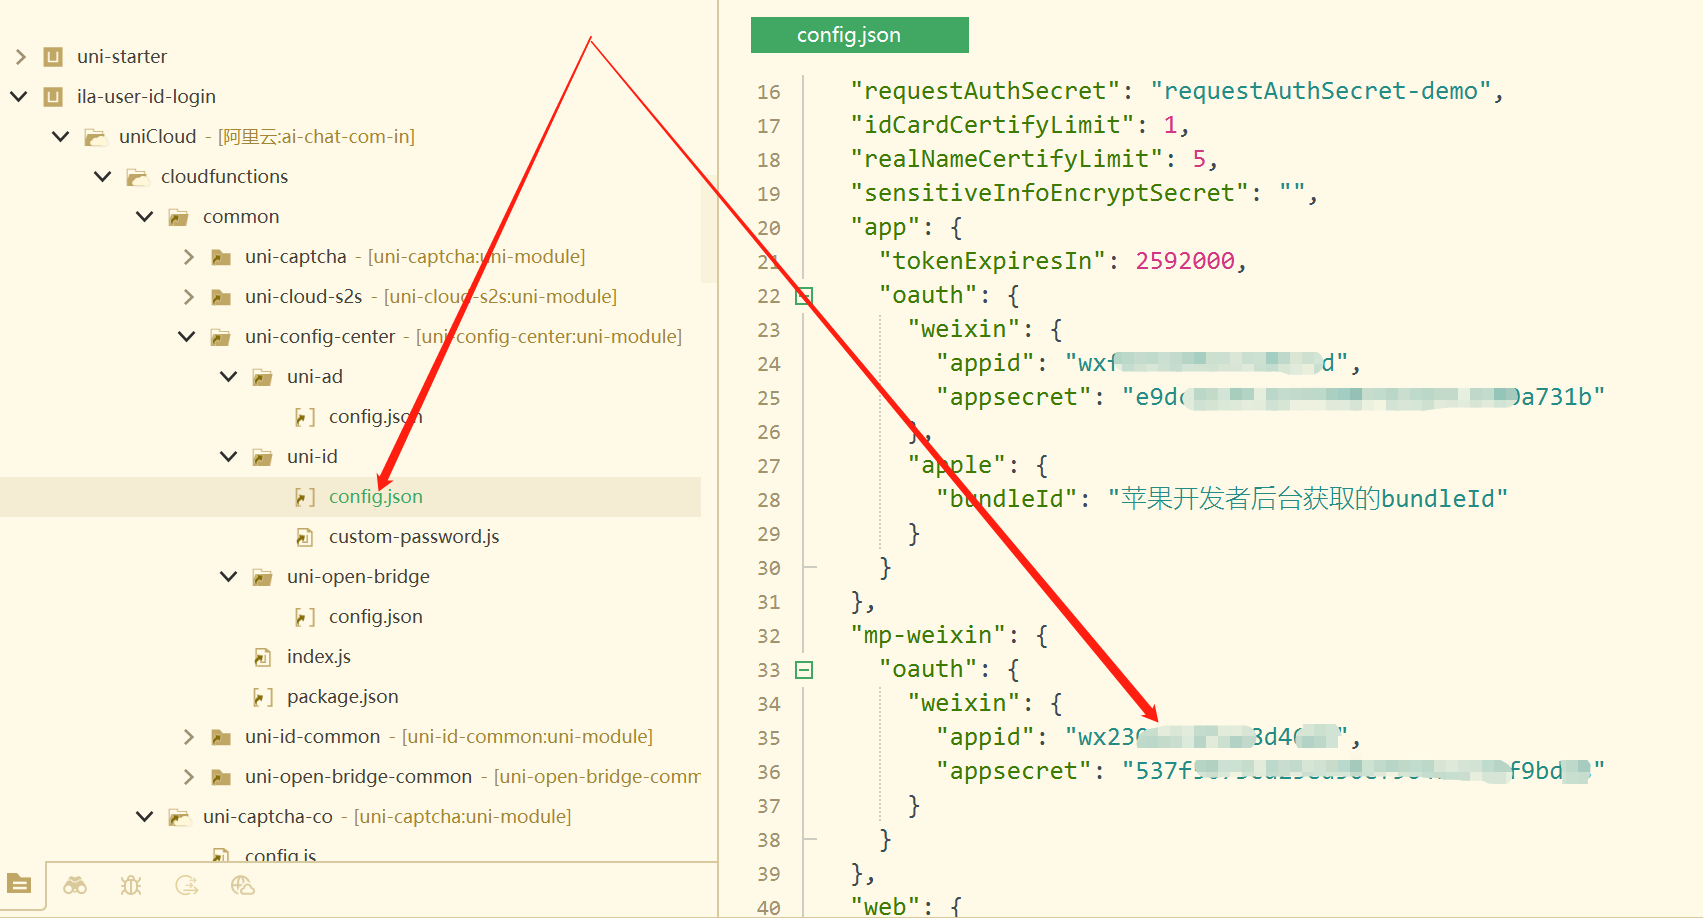 uni-starter
ila-user-id-login
uniCloud - [阿里云:ai-chat-com-in]
cloudfunctions
common
uni-captcha - [uni-captcha:uni-module]
uni-cloud-s2s - [uni-cloud-s2s:uni-module]
uni-config-center - [uni-config-center:uni-module]
uni-ad
config.json
uni-id
config.json
custom-password.js
uni-open-bridge
config.json
index.js
package.json
uni-id-common - [uni-id-common:uni-module]
uni-open-bridge-common - [uni-open-bridge-comm
uni-captcha-co - [uni-captcha:uni-module]
config.js
config.json
16 "requestAuthSecret": "requestAuthSecret-demo",
17 "idCardCertifyLimit": 1,
18 "realNameCertifyLimit": 5,
19 "sensitiveInfoEncryptSecret": "",
20 "app": {
21 "tokenExpiresIn": 2592000,
22 "oauth": {
23 "weixin": {
24 "appid": "wx d",
25 "appsecret": "e9d a731b"
26 },
27 "apple": {
28 "bundleId": "苹果开发者后台获取的bundleId"
29 }
30 }
31 },
32 "mp-weixin": {
33 "oauth": {
34 "weixin": {
35 "appid": "wx23 3d4 ",
36 "appsecret": "537f f9bd "
37 }
38 }
39 },
40 "web": {